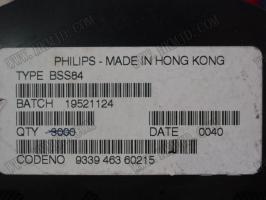 PHILIPS - MADE IN HONG KONG
TYPE BSS84
BATCH 19521124
QTY 3000 DATE 0040
CODENO 9339 463 60215